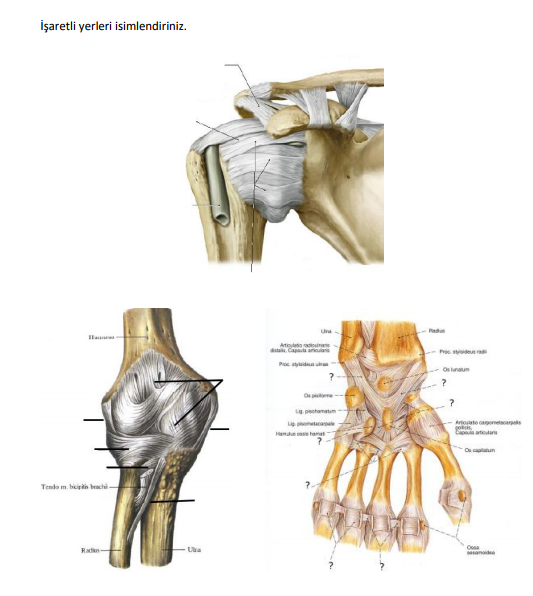 İşaretli yerleri isimlendiriniz.
Humerus
Tendo m. bicipitis brachii
Radius
Ulna
Ulna
Radius
Articulatio radioulnaris
distalis, Capsula articularis
Proc. styloideus radii
Proc. styloideus ulnae
Os lunatum
?
?
Os pisiforme
?
Lig. pisohamatum
Lig. pisometacarpale
Articulatio carpometacarpalis
pollicis,
Capsula articularis
Hamulus ossis hamati
?
Os capitatum
?
Ossa
sesamoidea
?
?